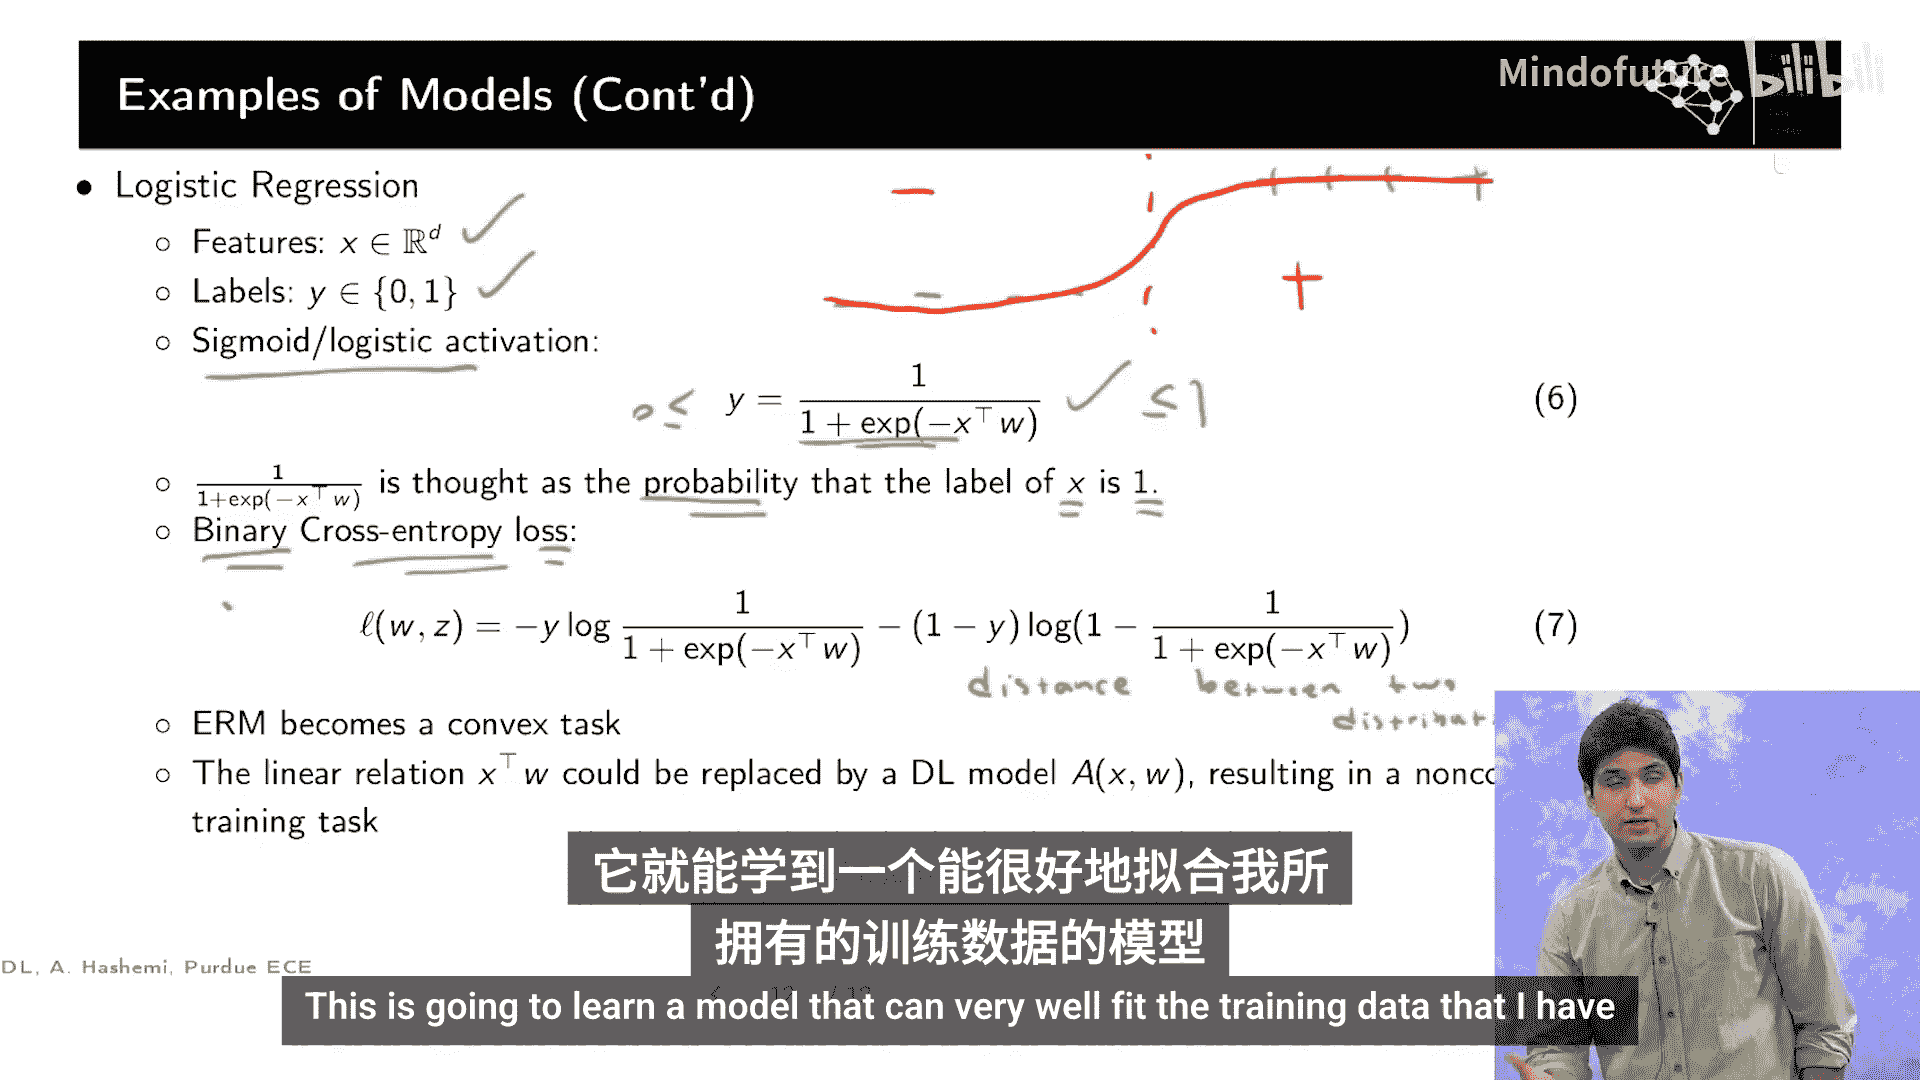 Examples of Models (Cont'd)
Mindofuture
bilibili
• Logistic Regression
○ Features: x ∈ ℝᵈ
○ Labels: y ∈ {0, 1}
○ Sigmoid/logistic activation:
0 ≤ y = 1 / (1 + exp(−x⊤w)) ≤ 1 (6)
○ 1 / (1+exp(−x⊤w)) is thought as the probability that the label of x is 1.
○ Binary Cross-entropy loss:
ℓ(w, z) = −y log 1 / (1 + exp(−x⊤w)) − (1 − y) log(1 − 1 / (1 + exp(−x⊤w))) (7)
distance between two
○ ERM becomes a convex task
○ The linear relation x⊤w could be replaced by a DL model A(x, w), resulting in a
training task
它就能学到一个能很好地拟合我所
拥有的训练数据的模型
DL, A. Hashemi, Purdue ECE
This is going to learn a model that can very well fit the training data that I have